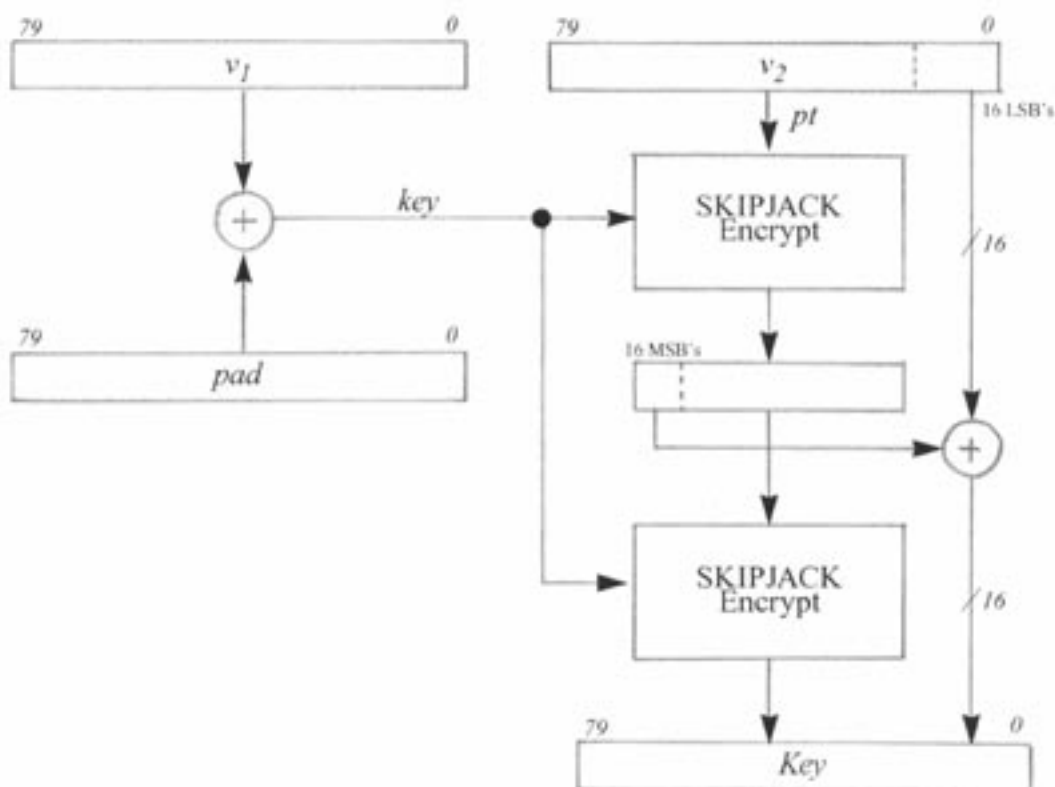 79 0 79 0
v1 v2
16 LSB's
pt
key
SKIPJACK
Encrypt
+
16
79 0
16 MSB's
pad
+
SKIPJACK
Encrypt
16
79 0
Key